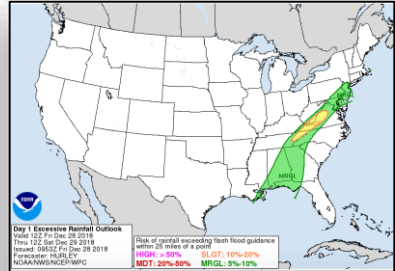 MRGL
MRGL
NOAA
Day 1 Excessive Rainfall Outlook
Valid 12Z Fri Dec 28 2018
Thru 12Z Sat Dec 29 2018
Issued: 0953Z Fri Dec 28 2018
Forecaster: HURLEY
NOAA/NWS/NCEP/WPC
Risk of rainfall exceeding flash flood guidance
within 25 miles of a point
HIGH: > 50% SLGT: 10%-20%
MDT: 20%-50% MRGL: 5%-10%